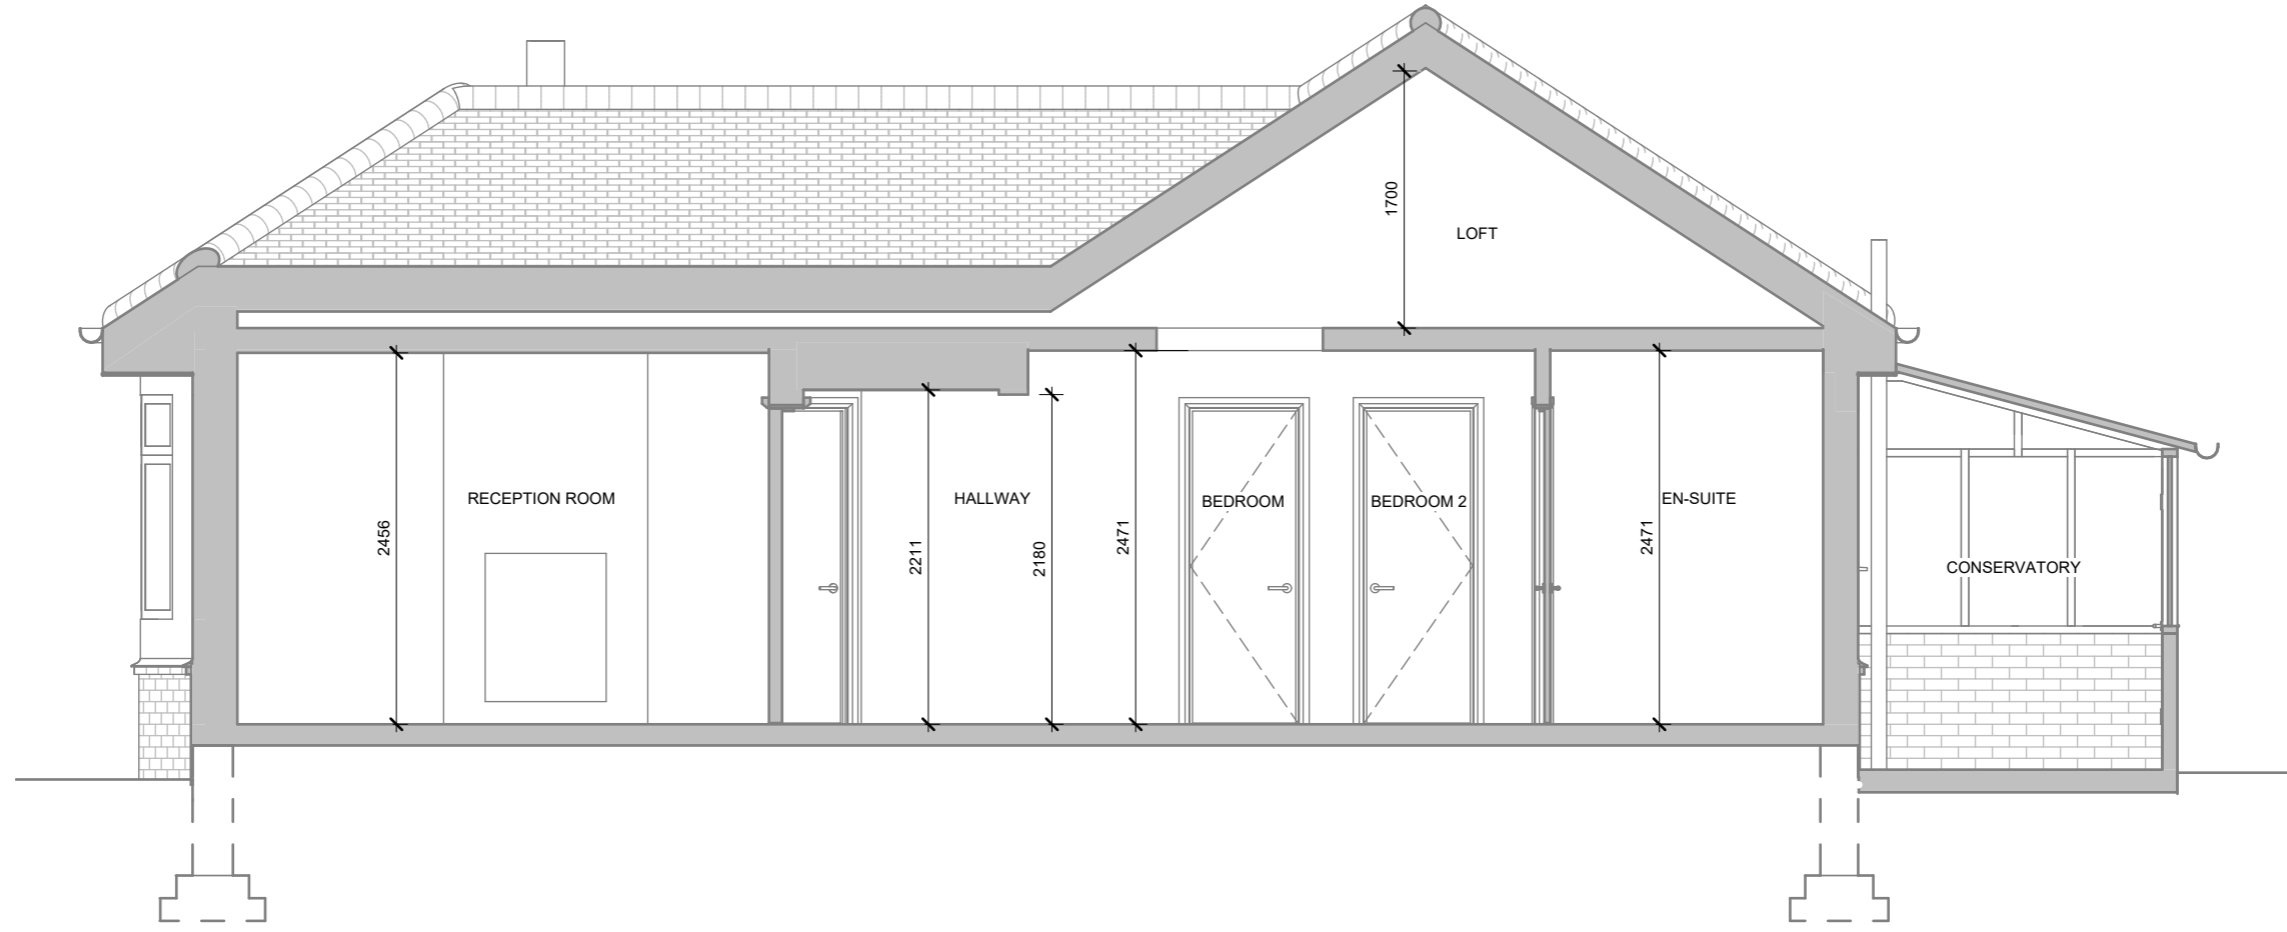 1700
LOFT
RECEPTION ROOM
HALLWAY
BEDROOM
BEDROOM 2
EN-SUITE
2456
2211
2180
2471
2471
CONSERVATORY